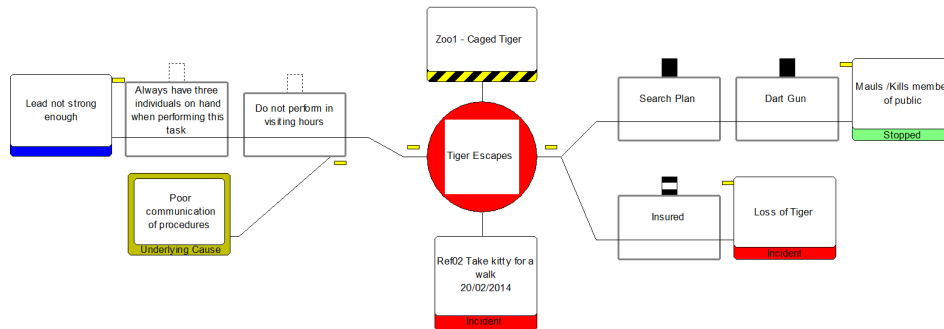 Zoo1 - Caged Tiger
Lead not strong
enough
Always have three
individuals on hand
when performing this
task
Do not perform in
visiting hours
Poor
communication
of procedures
Underlying Cause
Tiger Escapes
Ref02 Take kitty for a
walk
20/02/2014
Incident
Search Plan
Dart Gun
Mauls /Kills member
of public
Stopped
Insured
Loss of Tiger
Incident